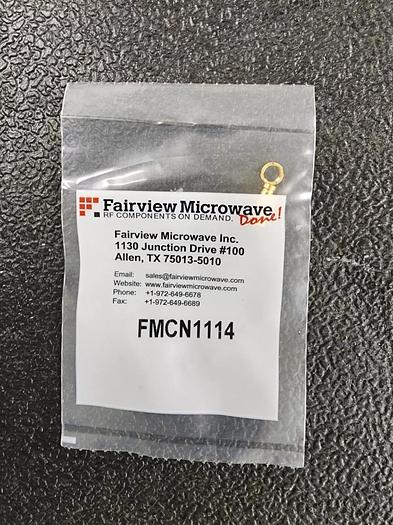 Fairview Microwave
RF COMPONENTS ON DEMAND. Done!
Fairview Microwave Inc.
1130 Junction Drive #100
Allen, TX 75013-5010
Email: sales@fairviewmicrowave.com
Website: www.fairviewmicrowave.com
Phone: +1-972-649-6678
Fax: +1-972-649-6689
FMCN1114